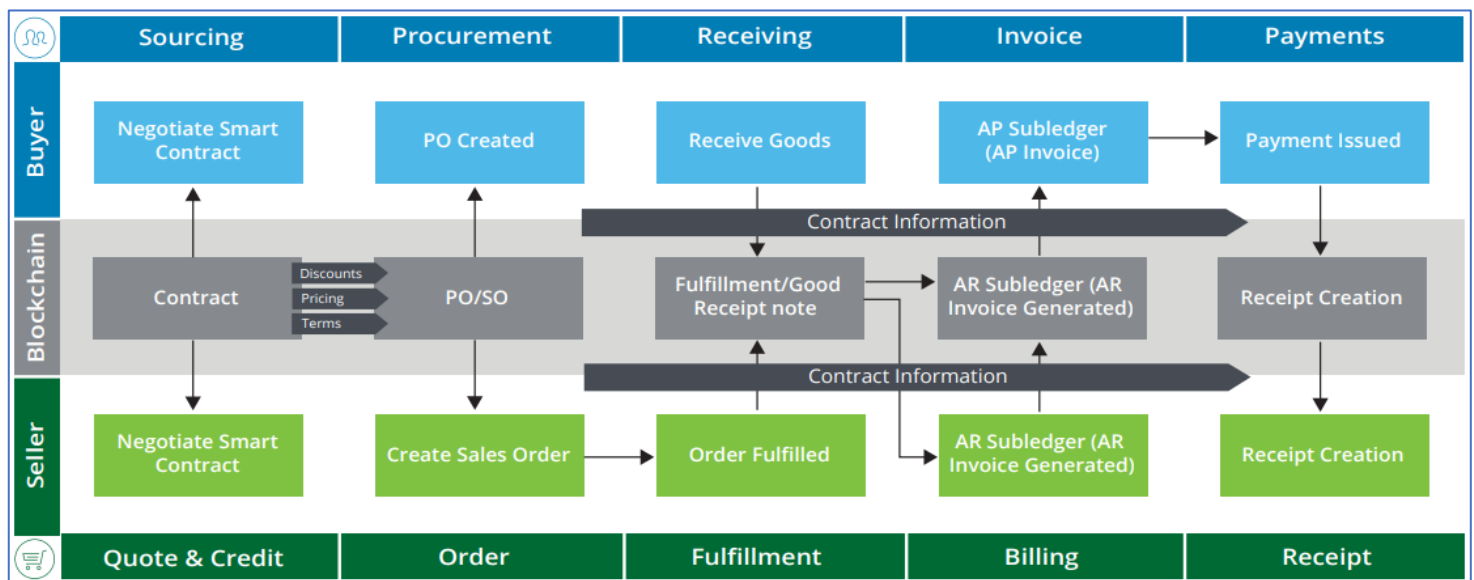 Sourcing
Procurement
Receiving
Invoice
Payments
Buyer
Negotiate Smart
Contract
PO Created
Receive Goods
AP Subledger
(AP Invoice)
Payment Issued
Contract Information
Blockchain
Contract
Discounts
Pricing
Terms
PO/SO
Fulfillment/Good
Receipt note
AR Subledger (AR
Invoice Generated)
Receipt Creation
Contract Information
Seller
Negotiate Smart
Contract
Create Sales Order
Order Fulfilled
AR Subledger (AR
Invoice Generated)
Receipt Creation
Quote & Credit
Order
Fulfillment
Billing
Receipt